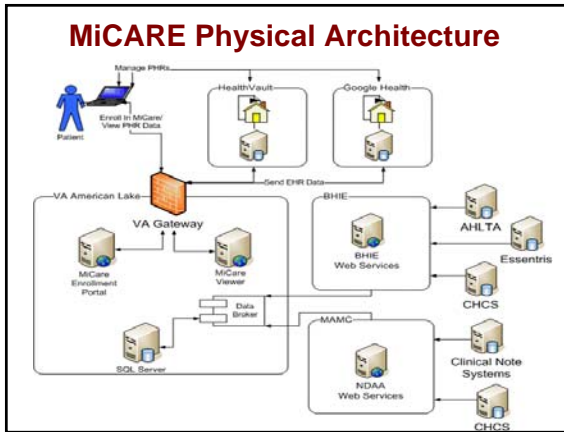 MiCARE Physical Architecture
Manage PHRs
HealthVault
Google Health
Enroll In MiCare/
View PHR Data
Patient
Send EHR Data
VA American Lake
VA Gateway
BHIE
AHLTA
MiCare
Enrollment
Portal
MiCare
Viewer
BHIE
Web Services
Essentris
CHCS
Data
Broker
MAMC
SQL Server
NDAA
Web Services
Clinical Note
Systems
CHCS